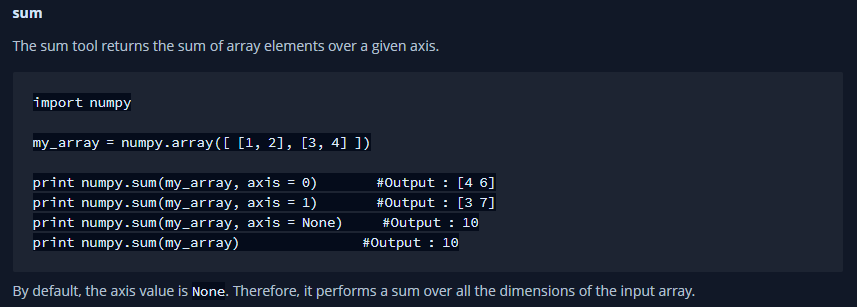 sum
The sum tool returns the sum of array elements over a given axis.
import numpy
my_array = numpy.array([ [1, 2], [3, 4] ])
print numpy.sum(my_array, axis = 0)       #Output : [4 6]
print numpy.sum(my_array, axis = 1)       #Output : [3 7]
print numpy.sum(my_array, axis = None)     #Output : 10
print numpy.sum(my_array)               #Output : 10
By default, the axis value is None. Therefore, it performs a sum over all the dimensions of the input array.